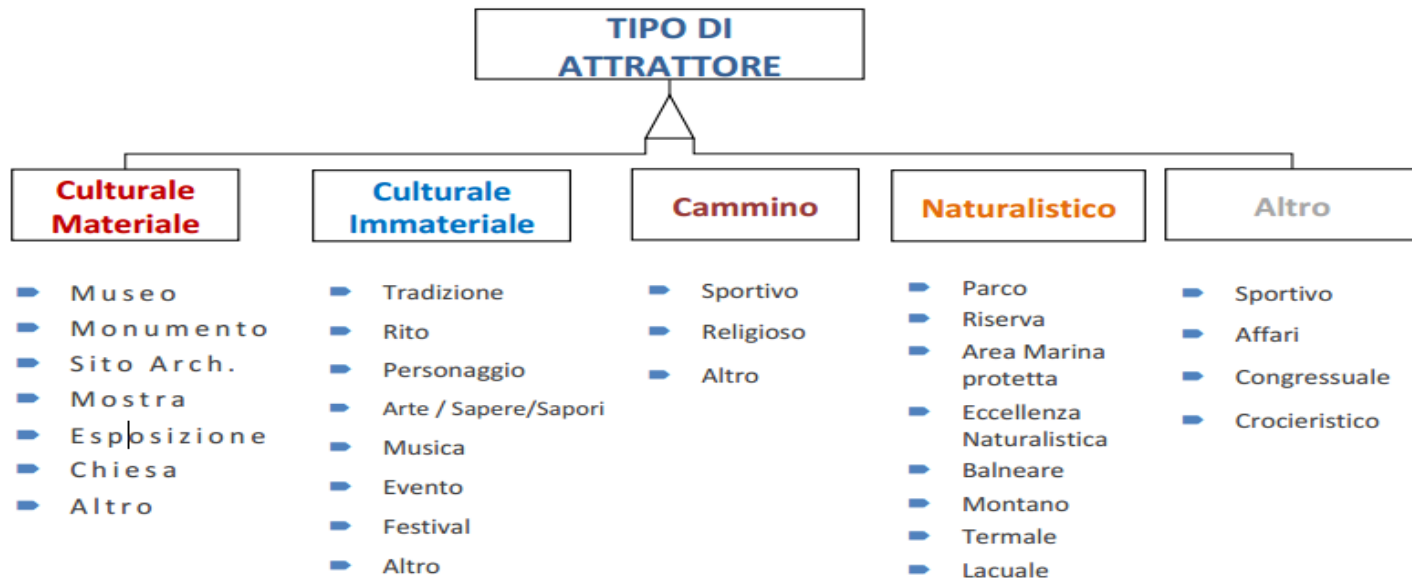 TIPO DI
ATTRATTORE
Culturale
Materiale
Museo
Monumento
Sito Arch.
Mostra
Esposizione
Chiesa
Altro
Culturale
Immateriale
Tradizione
Rito
Personaggio
Arte / Sapere/Sapori
Musica
Evento
Festival
Altro
Cammino
Sportivo
Religioso
Altro
Naturalistico
Parco
Riserva
Area Marina
protetta
Eccellenza
Naturalistica
Balneare
Montano
Termale
Lacuale
Altro
Sportivo
Affari
Congressuale
Crocieristico